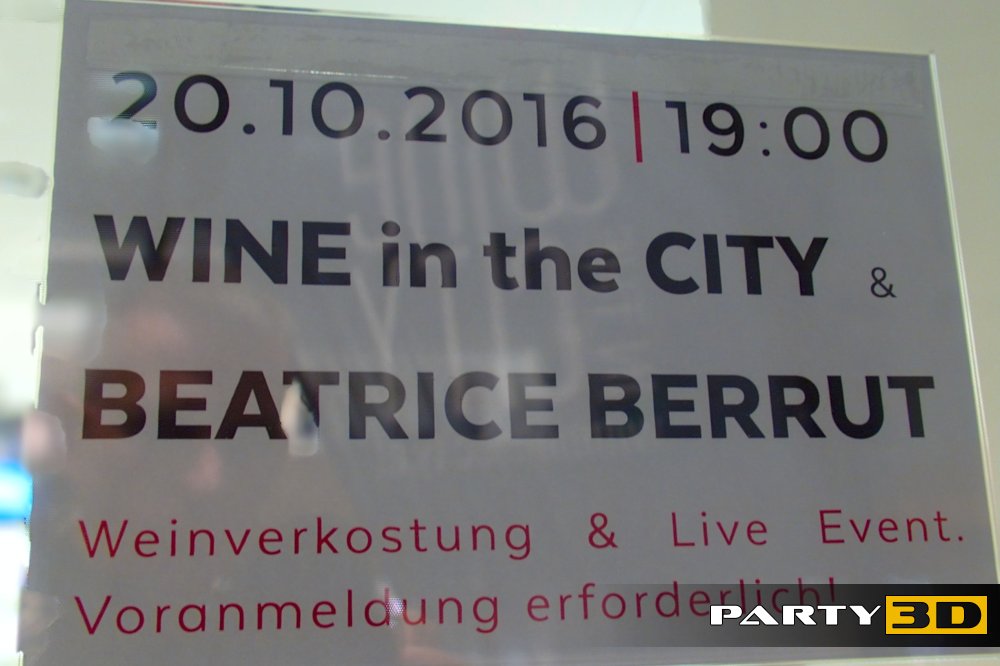 20.10.2016 | 19:00
WINE in the CITY &
BEATRICE BERRUT
Weinverkostung & Live Event.
Voranmeldung erforderlich!
PARTY 3D